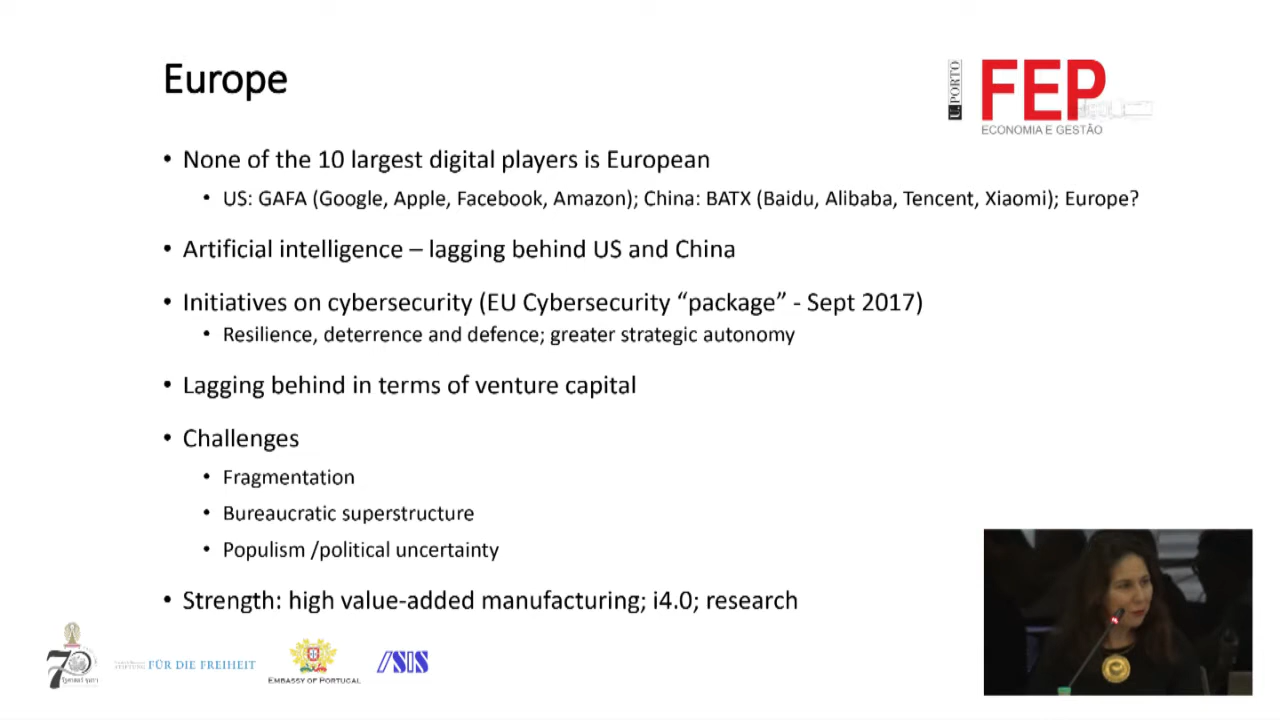 Europe
U.PORTO
FEP
ECONOMIA E GESTÃO
• None of the 10 largest digital players is European
• US: GAFA (Google, Apple, Facebook, Amazon); China: BATX (Baidu, Alibaba, Tencent, Xiaomi); Europe?
• Artificial intelligence – lagging behind US and China
• Initiatives on cybersecurity (EU Cybersecurity “package” - Sept 2017)
• Resilience, deterrence and defence; greater strategic autonomy
• Lagging behind in terms of venture capital
• Challenges
• Fragmentation
• Bureaucratic superstructure
• Populism /political uncertainty
• Strength: high value-added manufacturing; i4.0; research
70
FÜR DIE FREIHEIT
EMBASSY OF PORTUGAL
ISIS